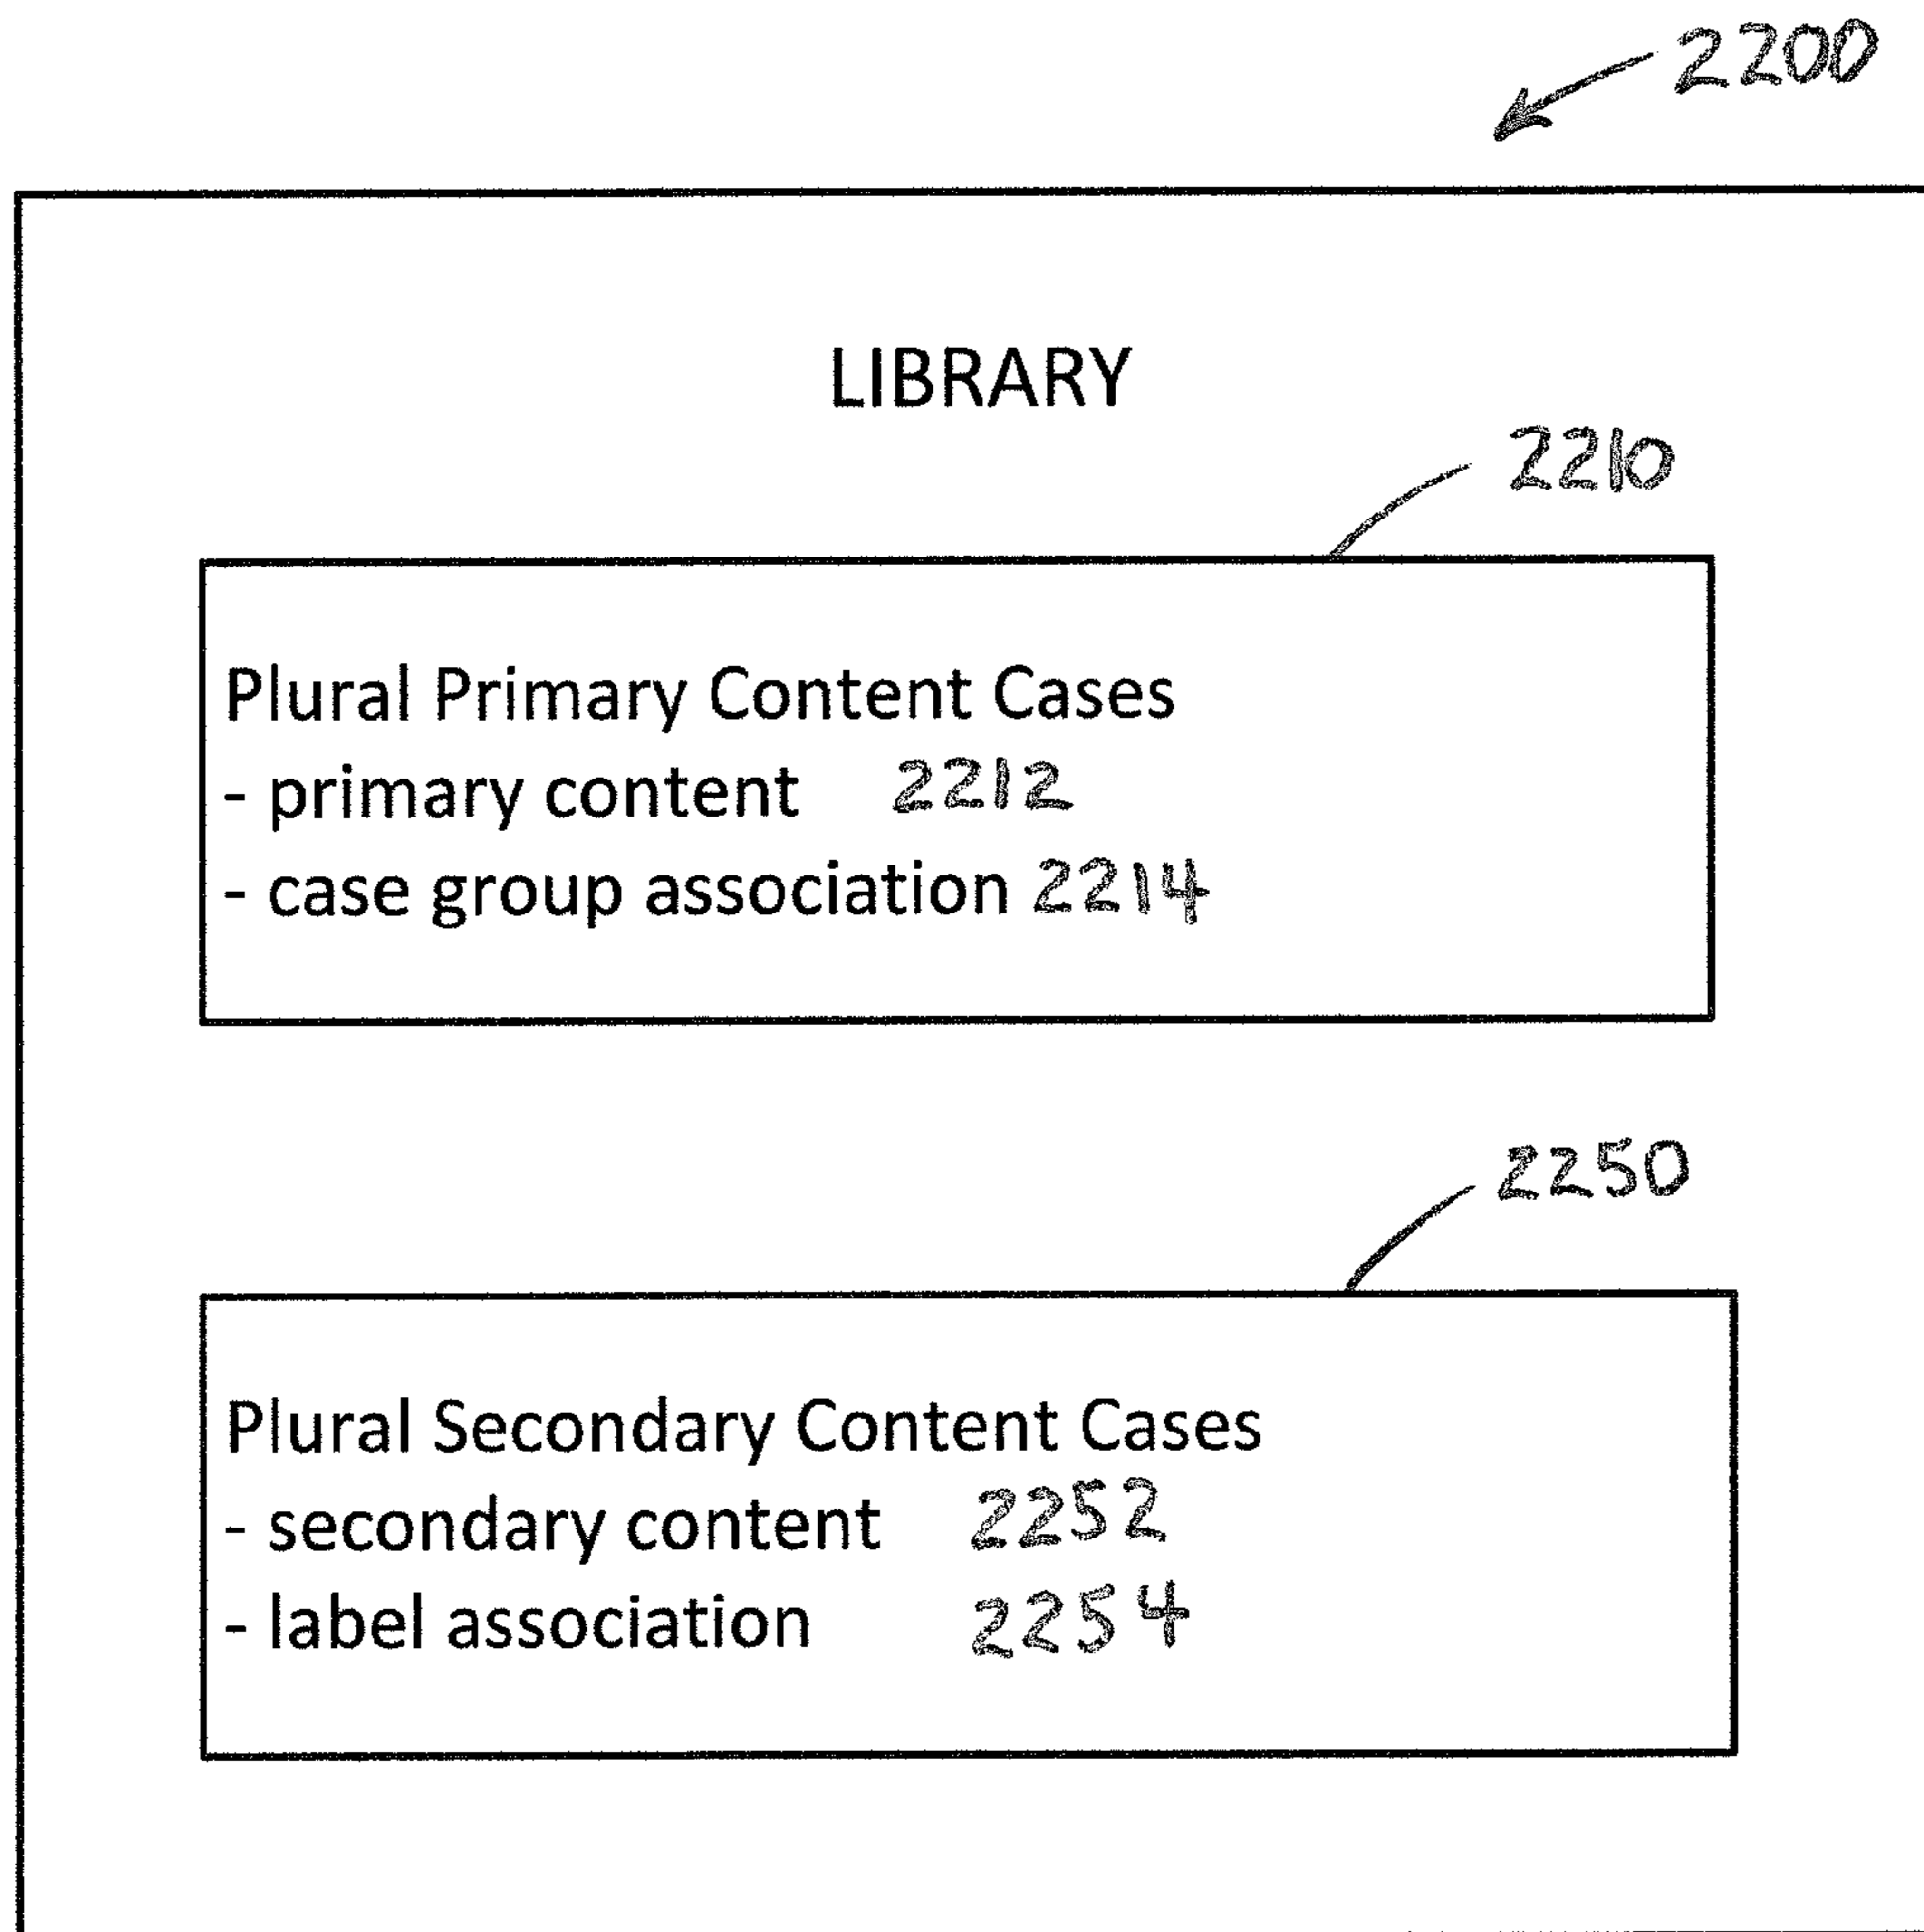 2200
LIBRARY
2210
Plural Primary Content Cases
- primary content 2212
- case group association 2214
2250
Plural Secondary Content Cases
- secondary content 2252
- label association 2254